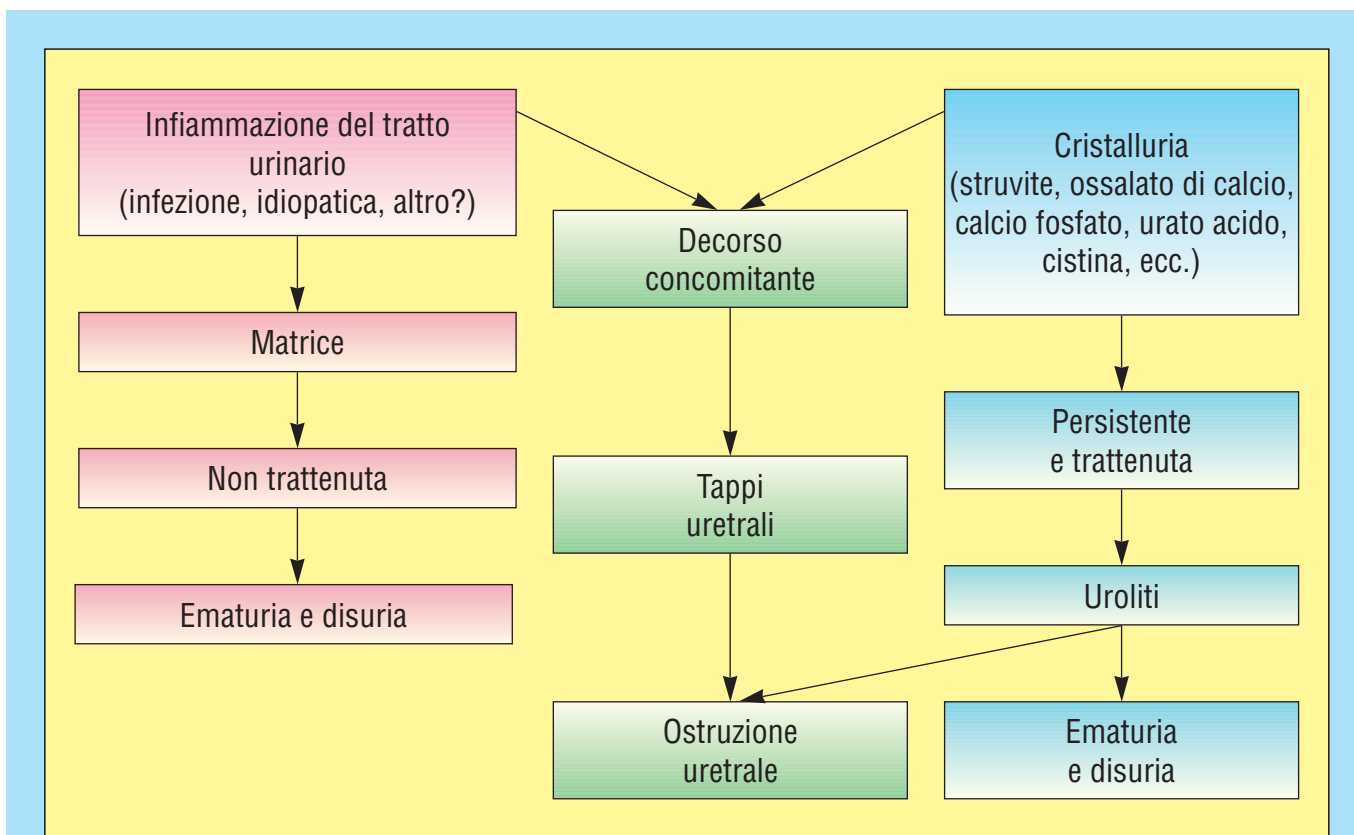 Infiammazione del tratto
urinario
(infezione, idiopatica, altro?)
Matrice
Non trattenuta
Ematuria e disuria
Decorso
concomitante
Tappi
uretrali
Ostruzione
uretrale
Cristalluria
(struvite, ossalato di calcio,
calcio fosfato, urato acido,
cistina, ecc.)
Persistente
e trattenuta
Uroliti
Ematuria
e disuria